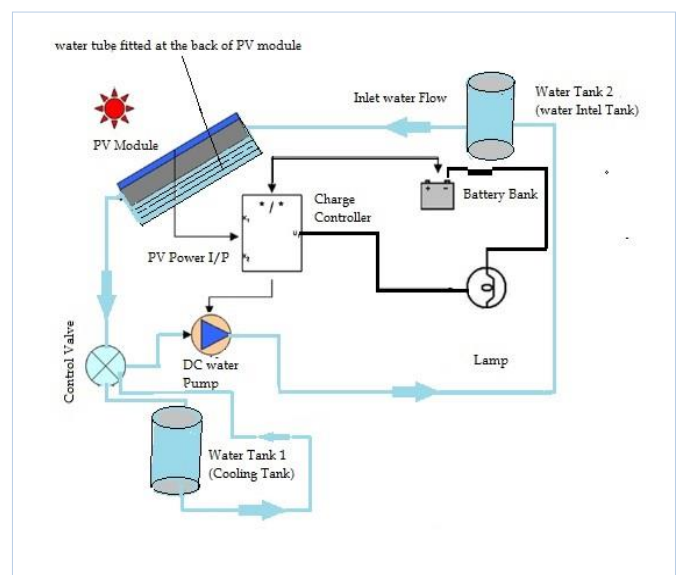 water tube fitted at the back of PV module
Inlet water Flow
Water Tank 2
(water Intel Tank)
PV Module
Charge
Controller
Battery Bank
* / *
PV Power I/P
Control Valve
DC water
Pump
Lamp
Water Tank 1
(Cooling Tank)